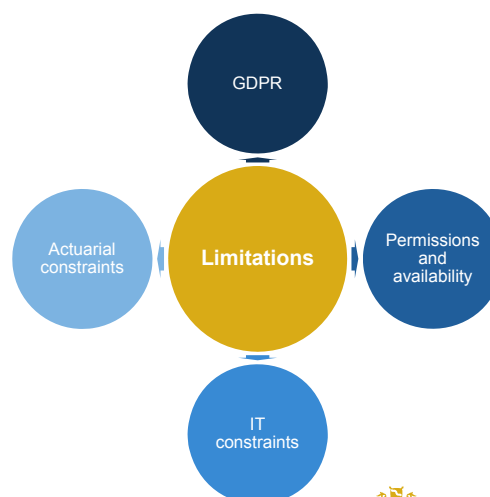 GDPR
Actuarial
constraints
Limitations
Permissions
and
availability
IT
constraints